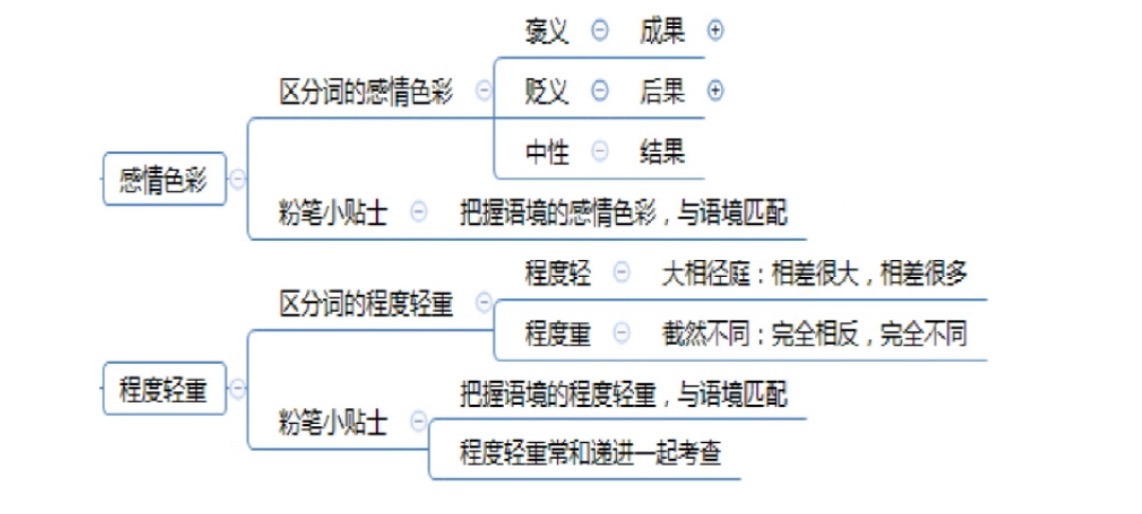 感情色彩
区分词的感情色彩
褒义 成果
贬义 后果
中性 结果
粉笔小贴士 把握语境的感情色彩，与语境匹配
程度轻重
区分词的程度轻重
程度轻 大相径庭：相差很大，相差很多
程度重 截然不同：完全相反，完全不同
粉笔小贴士
把握语境的程度轻重，与语境匹配
程度轻重常和递进一起考查